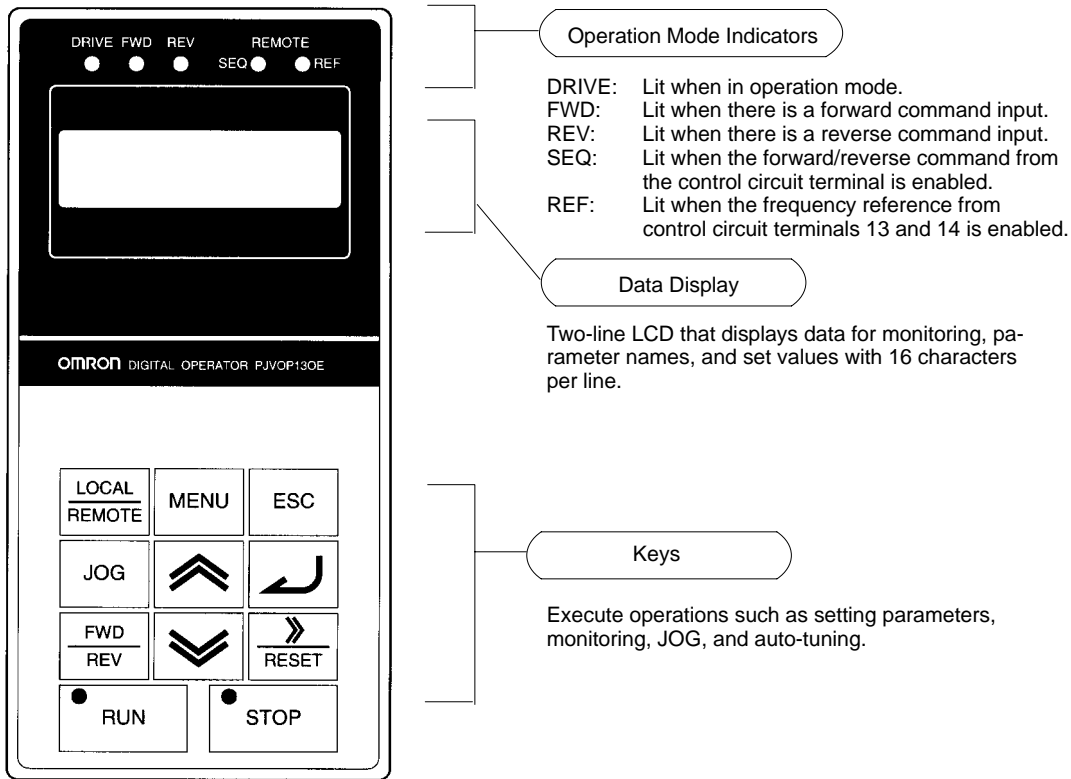 DRIVE FWD REV REMOTE
SEQ REF
OMRON DIGITAL OPERATOR PJVOP130E
LOCAL
REMOTE
MENU
ESC
JOG
FWD
REV
RESET
RUN
STOP
Operation Mode Indicators
DRIVE: Lit when in operation mode.
FWD: Lit when there is a forward command input.
REV: Lit when there is a reverse command input.
SEQ: Lit when the forward/reverse command from
the control circuit terminal is enabled.
REF: Lit when the frequency reference from
control circuit terminals 13 and 14 is enabled.
Data Display
Two-line LCD that displays data for monitoring, pa-
rameter names, and set values with 16 characters
per line.
Keys
Execute operations such as setting parameters,
monitoring, JOG, and auto-tuning.